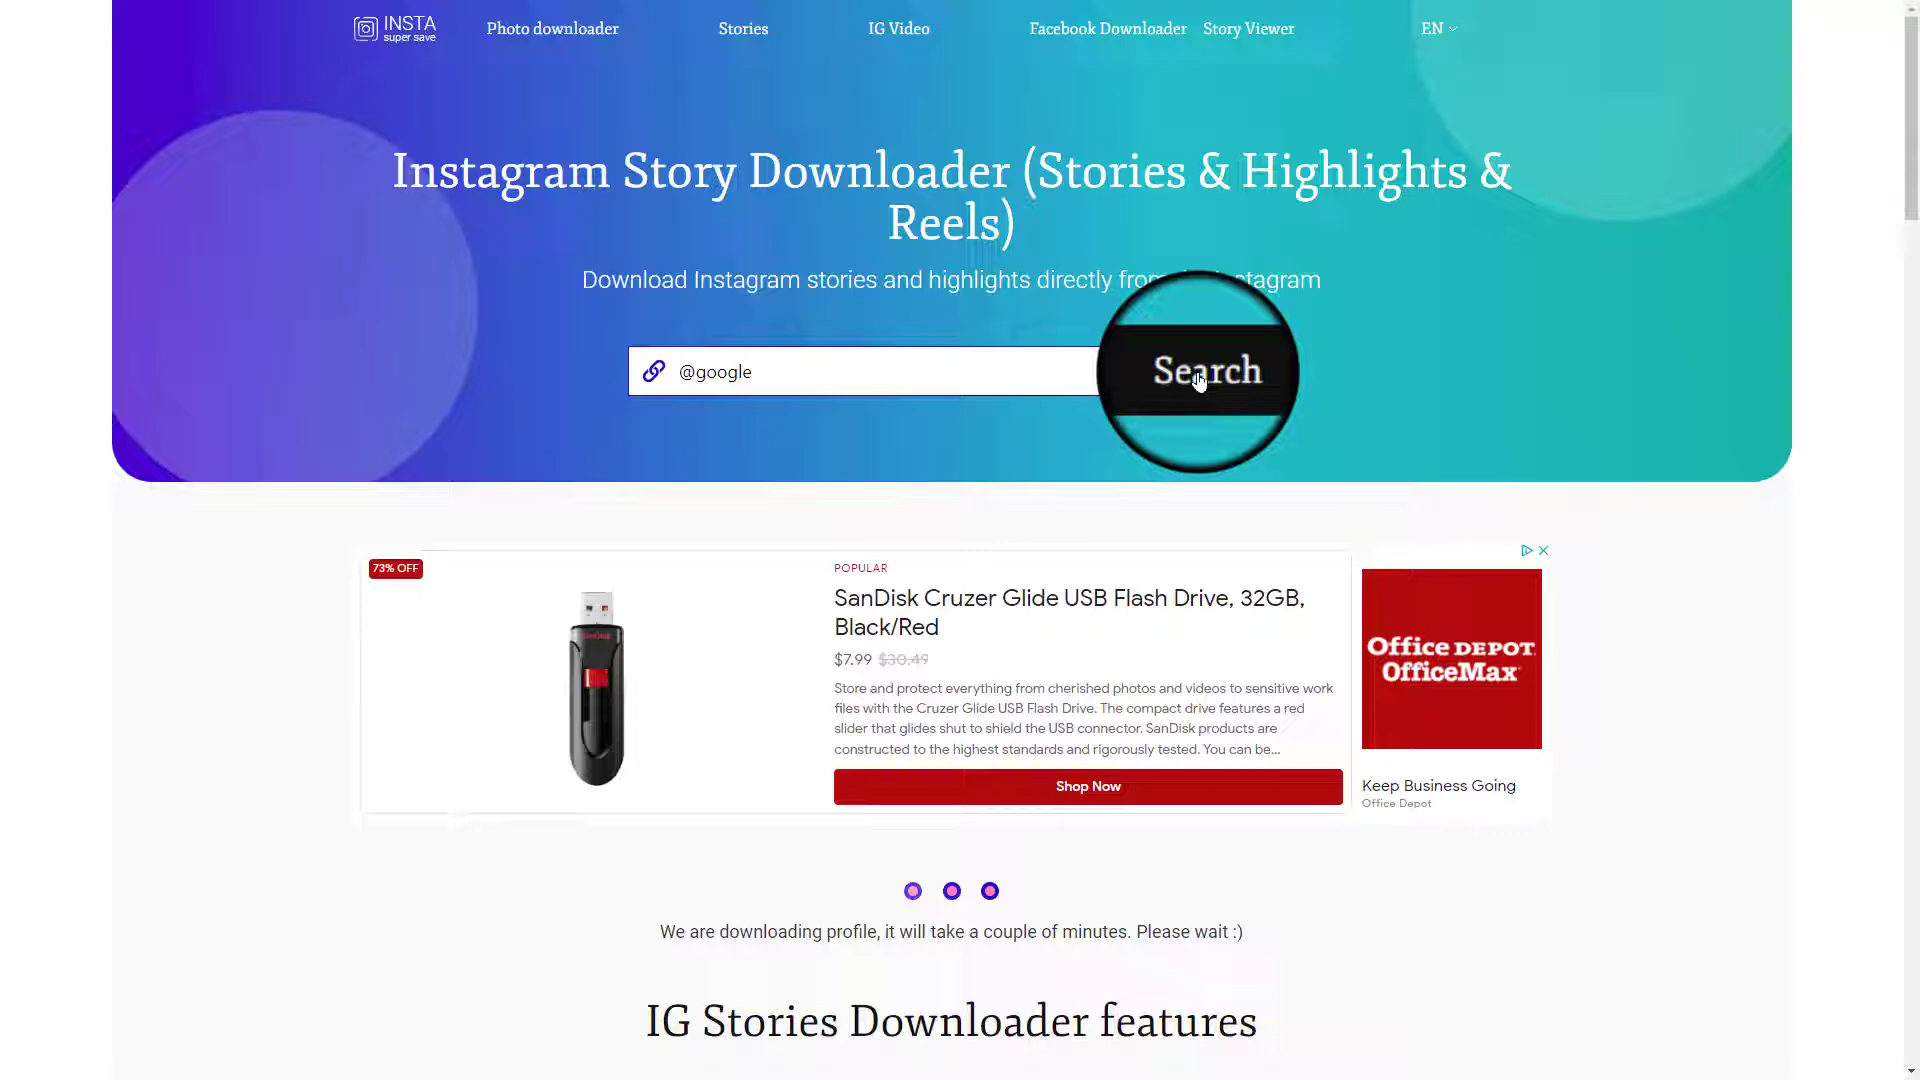 INSTA
super save
Photo downloader
Stories
IG Video
Facebook Downloader
Story Viewer
EN
Instagram Story Downloader (Stories & Highlights &
Reels)
Download Instagram stories and highlights directly from Instagram
@google
Search
73% OFF
POPULAR
SanDisk Cruzer Glide USB Flash Drive, 32GB,
Black/Red
$7.99 $30.49
Store and protect everything from cherished photos and videos to sensitive work
files with the Cruzer Glide USB Flash Drive. The compact drive features a red
slider that glides shut to shield the USB connector. SanDisk products are
constructed to the highest standards and rigorously tested. You can be...
Shop Now
SanDisk
Office DEPOT
OfficeMax
Keep Business Going
Office Depot
We are downloading profile, it will take a couple of minutes. Please wait :)
IG Stories Downloader features